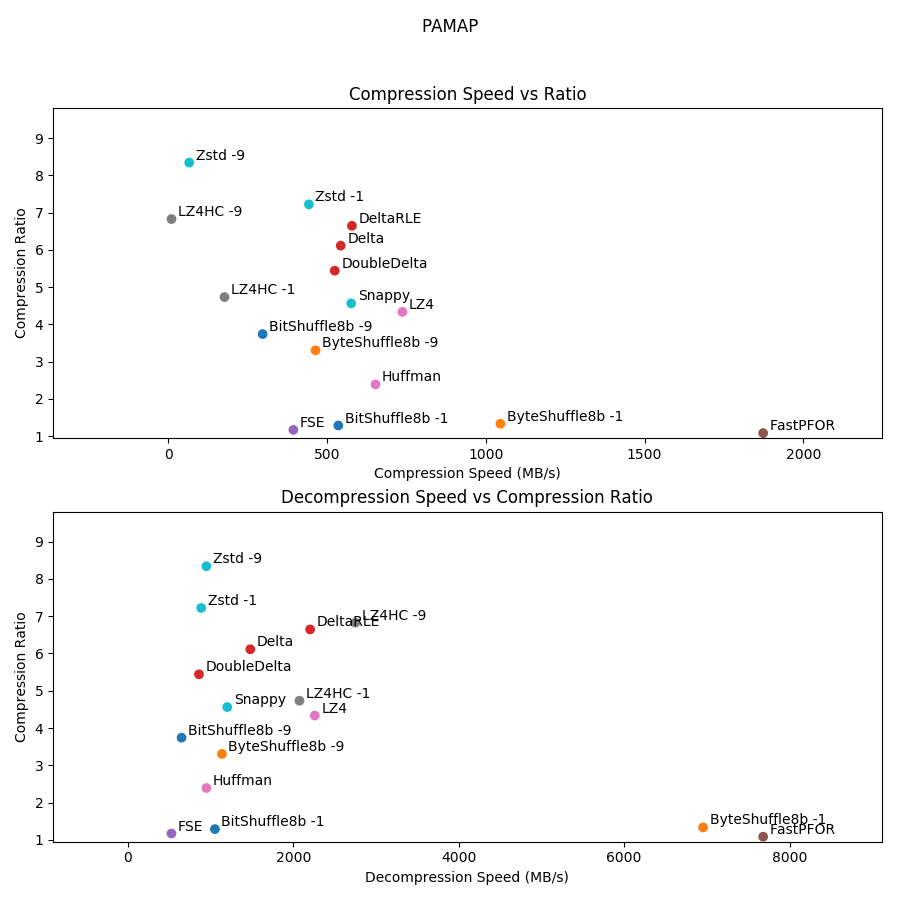 PAMAP
Compression Speed vs Ratio
Compression Ratio
9
8
7
6
5
4
3
2
1
Zstd -9
Zstd -1
LZ4HC -9
DeltaRLE
Delta
DoubleDelta
LZ4HC -1
Snappy
LZ4
BitShuffle8b -9
ByteShuffle8b -9
Huffman
FSE
BitShuffle8b -1
ByteShuffle8b -1
FastPFOR
0 500 1000 1500 2000
Compression Speed (MB/s)
Decompression Speed vs Compression Ratio
Compression Ratio
9
8
7
6
5
4
3
2
1
Zstd -9
Zstd -1
DeltaRLE
LZ4HC -9
Delta
DoubleDelta
LZ4HC -1
Snappy
LZ4
BitShuffle8b -9
ByteShuffle8b -9
Huffman
FSE
BitShuffle8b -1
ByteShuffle8b -1
FastPFOR
0 2000 4000 6000 8000
Decompression Speed (MB/s)